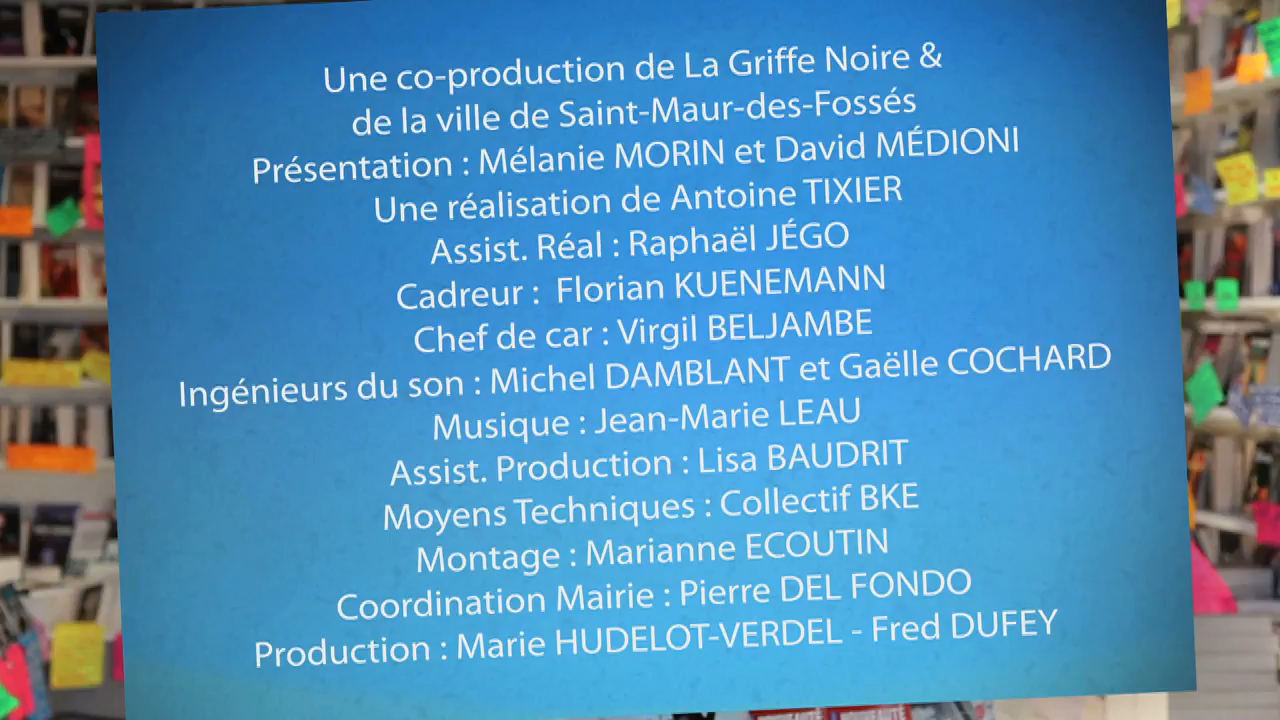 Une co-production de La Griffe Noire &
de la ville de Saint-Maur-des-Fossés
Présentation : Mélanie MORIN et David MÉDIONI
Une réalisation de Antoine TIXIER
Assist. Réal : Raphaël JÉGO
Cadreur :  Florian KUENEMANN
Chef de car : Virgil BELJAMBE
Ingénieurs du son : Michel DAMBLANT et Gaëlle COCHARD
Musique : Jean-Marie LEAU
Assist. Production : Lisa BAUDRIT
Moyens Techniques : Collectif BKE
Montage : Marianne ECOUTIN
Coordination Mairie : Pierre DEL FONDO
Production : Marie HUDELOT-VERDEL - Fred DUFEY